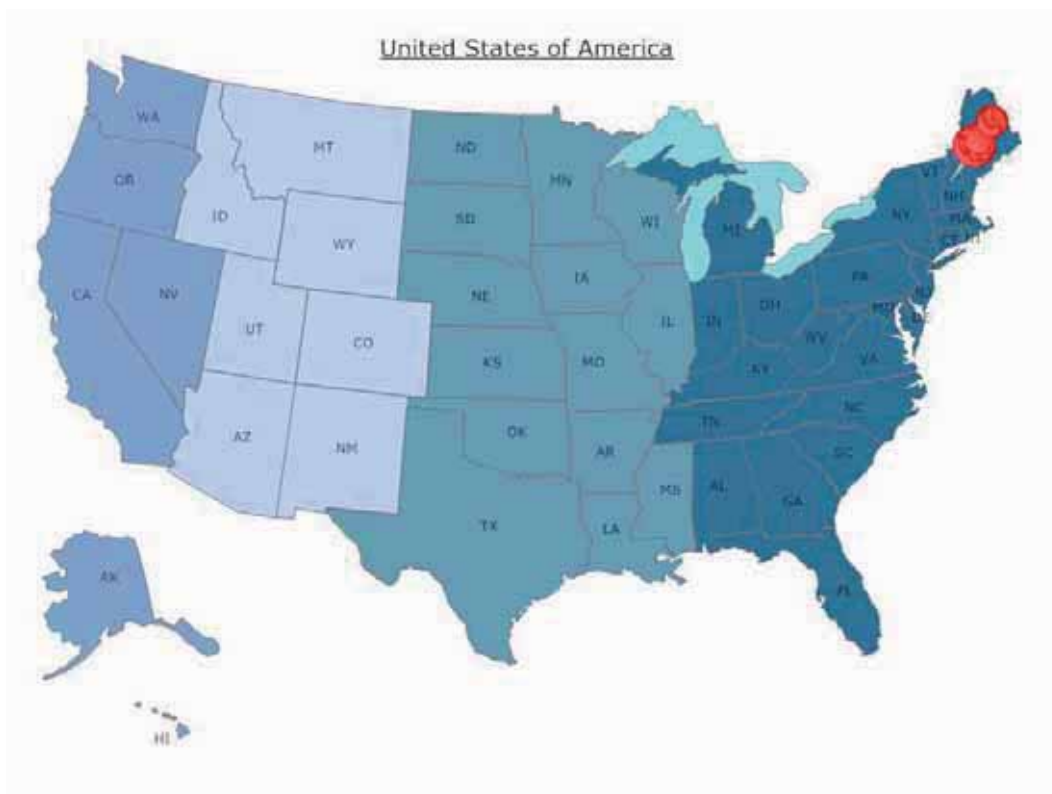 United States of America
WA
MT
ND
OR
MN
ID
SD
WI
WY
MI
NY
VT
NH
MA
CT RI
CA
NV
NE
IA
PA
UT
CO
IL
IN
OH
NJ
MD
DE
WV
VA
KS
MO
KY
AZ
NM
OK
AR
TN
NC
SC
TX
LA
MS
AL
GA
AK
FL
HI